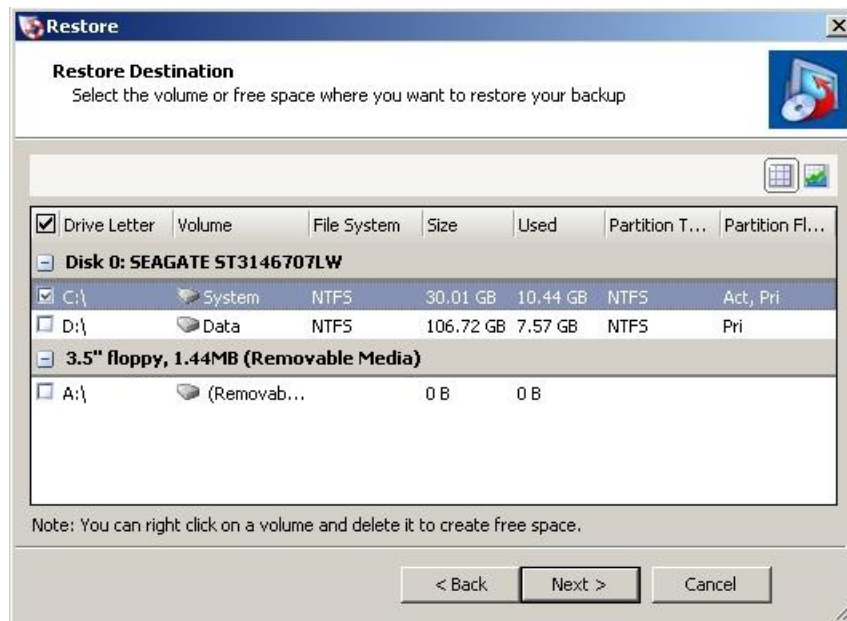 Restore
Restore Destination
Select the volume or free space where you want to restore your backup
Drive Letter Volume File System Size Used Partition T... Partition Fl...
Disk 0: SEAGATE ST3146707LW
C:\ System NTFS 30.01 GB 10.44 GB NTFS Act, Pri
D:\ Data NTFS 106.72 GB 7.57 GB NTFS Pri
3.5" floppy, 1.44MB (Removable Media)
A:\ (Removab... 0 B 0 B
Note: You can right click on a volume and delete it to create free space.
< Back Next > Cancel